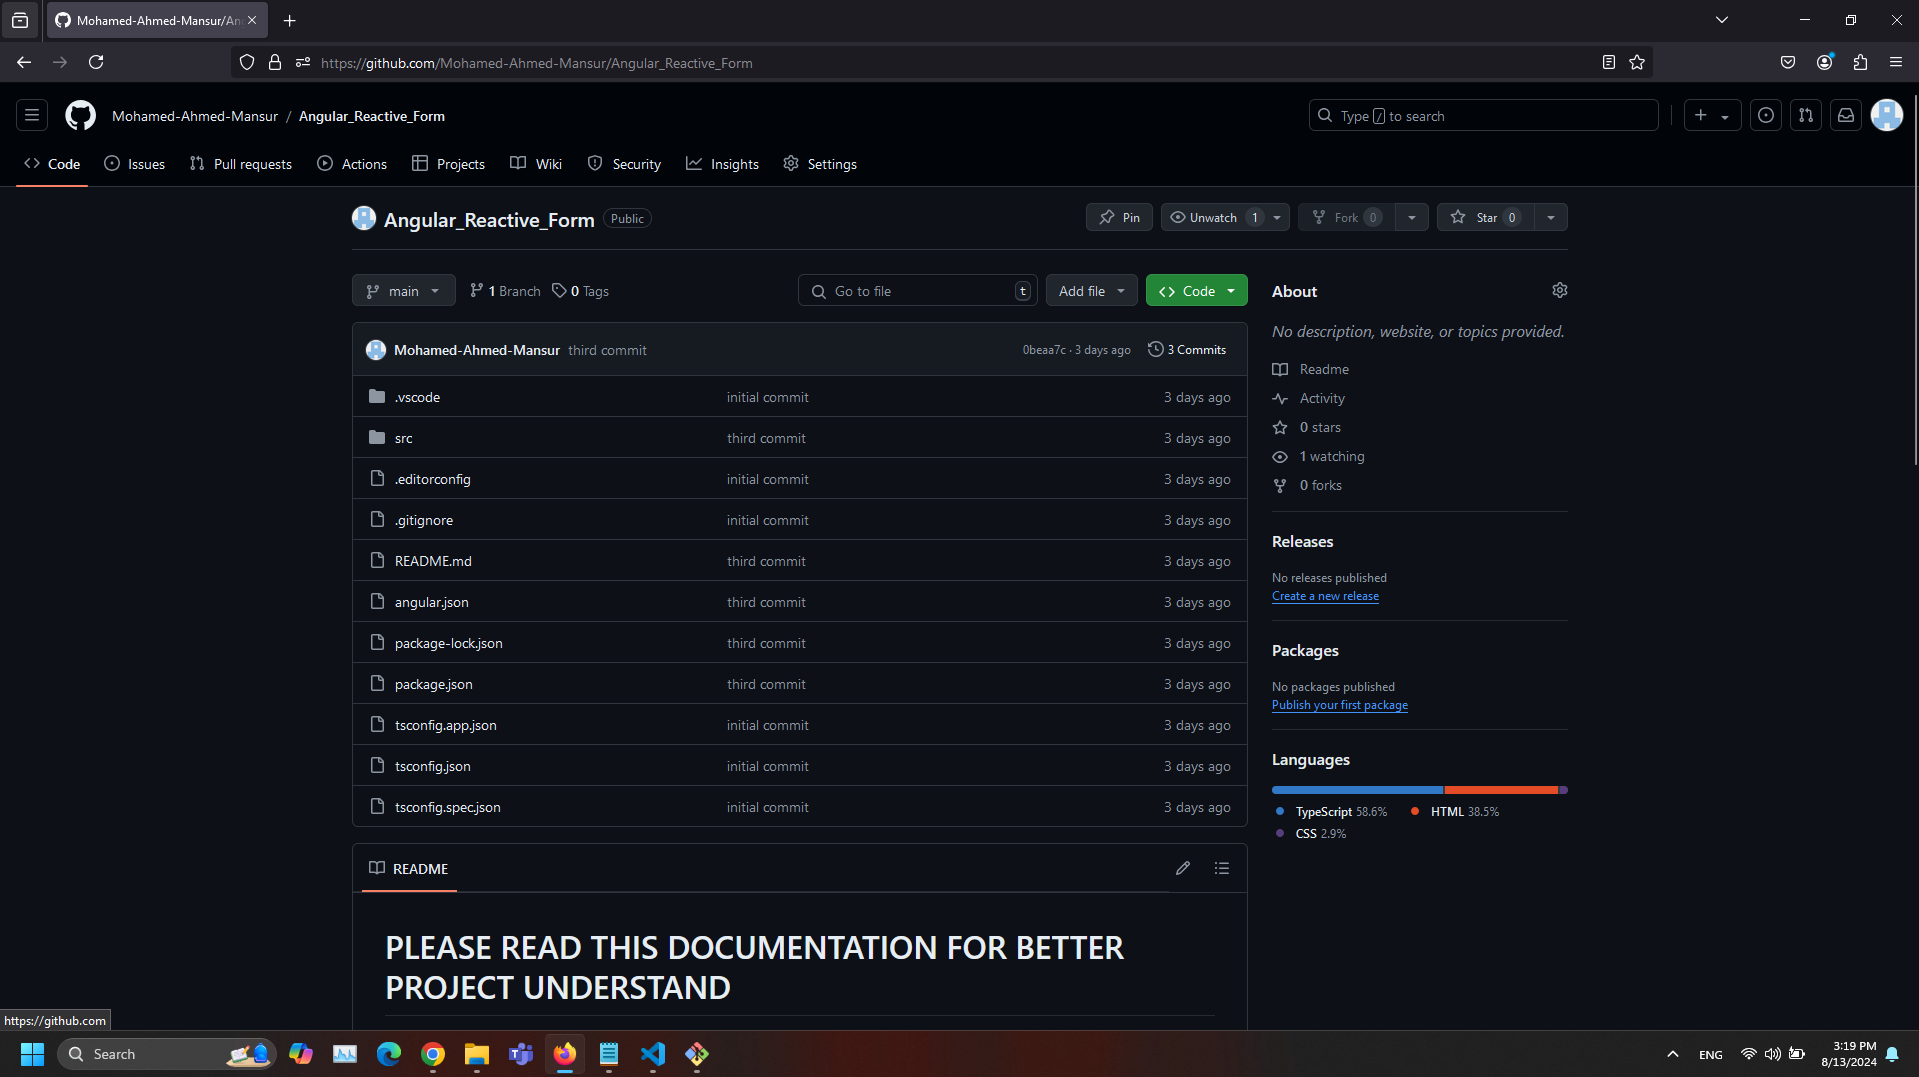 Mohamed-Ahmed-Mansur/An
https://github.com/Mohamed-Ahmed-Mansur/Angular_Reactive_Form
Mohamed-Ahmed-Mansur / Angular_Reactive_Form
Type / to search
Code Issues Pull requests Actions Projects Wiki Security Insights Settings
Angular_Reactive_Form Public
Pin Unwatch 1 Fork 0 Star 0
main 1 Branch 0 Tags Go to file t Add file Code
Mohamed-Ahmed-Mansur third commit 0beaa7c · 3 days ago 3 Commits
.vscode initial commit 3 days ago
src third commit 3 days ago
.editorconfig initial commit 3 days ago
.gitignore initial commit 3 days ago
README.md third commit 3 days ago
angular.json third commit 3 days ago
package-lock.json third commit 3 days ago
package.json third commit 3 days ago
tsconfig.app.json initial commit 3 days ago
tsconfig.json initial commit 3 days ago
tsconfig.spec.json initial commit 3 days ago
README
PLEASE READ THIS DOCUMENTATION FOR BETTER
PROJECT UNDERSTAND
About
No description, website, or topics provided.
Readme
Activity
0 stars
1 watching
0 forks
Releases
No releases published
Create a new release
Packages
No packages published
Publish your first package
Languages
TypeScript 58.6% HTML 38.5%
CSS 2.9%
https://github.com
Search
ENG
3:19 PM
8/13/2024